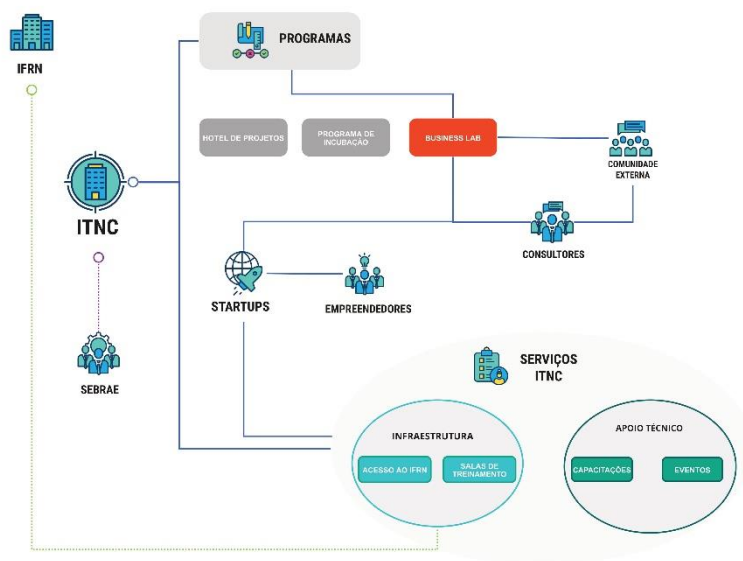 PROGRAMAS
IFRN
HOTEL DE PROJETOS
PROGRAMA DE
INCUBAÇÃO
BUSINESS LAB
COMUNIDADE
EXTERNA
ITNC
CONSULTORES
STARTUPS
EMPREENDEDORES
SEBRAE
SERVIÇOS
ITNC
INFRAESTRUTURA
APOIO TÉCNICO
ACESSO AO IFRN
SALAS DE
TREINAMENTO
CAPACITAÇÕES
EVENTOS